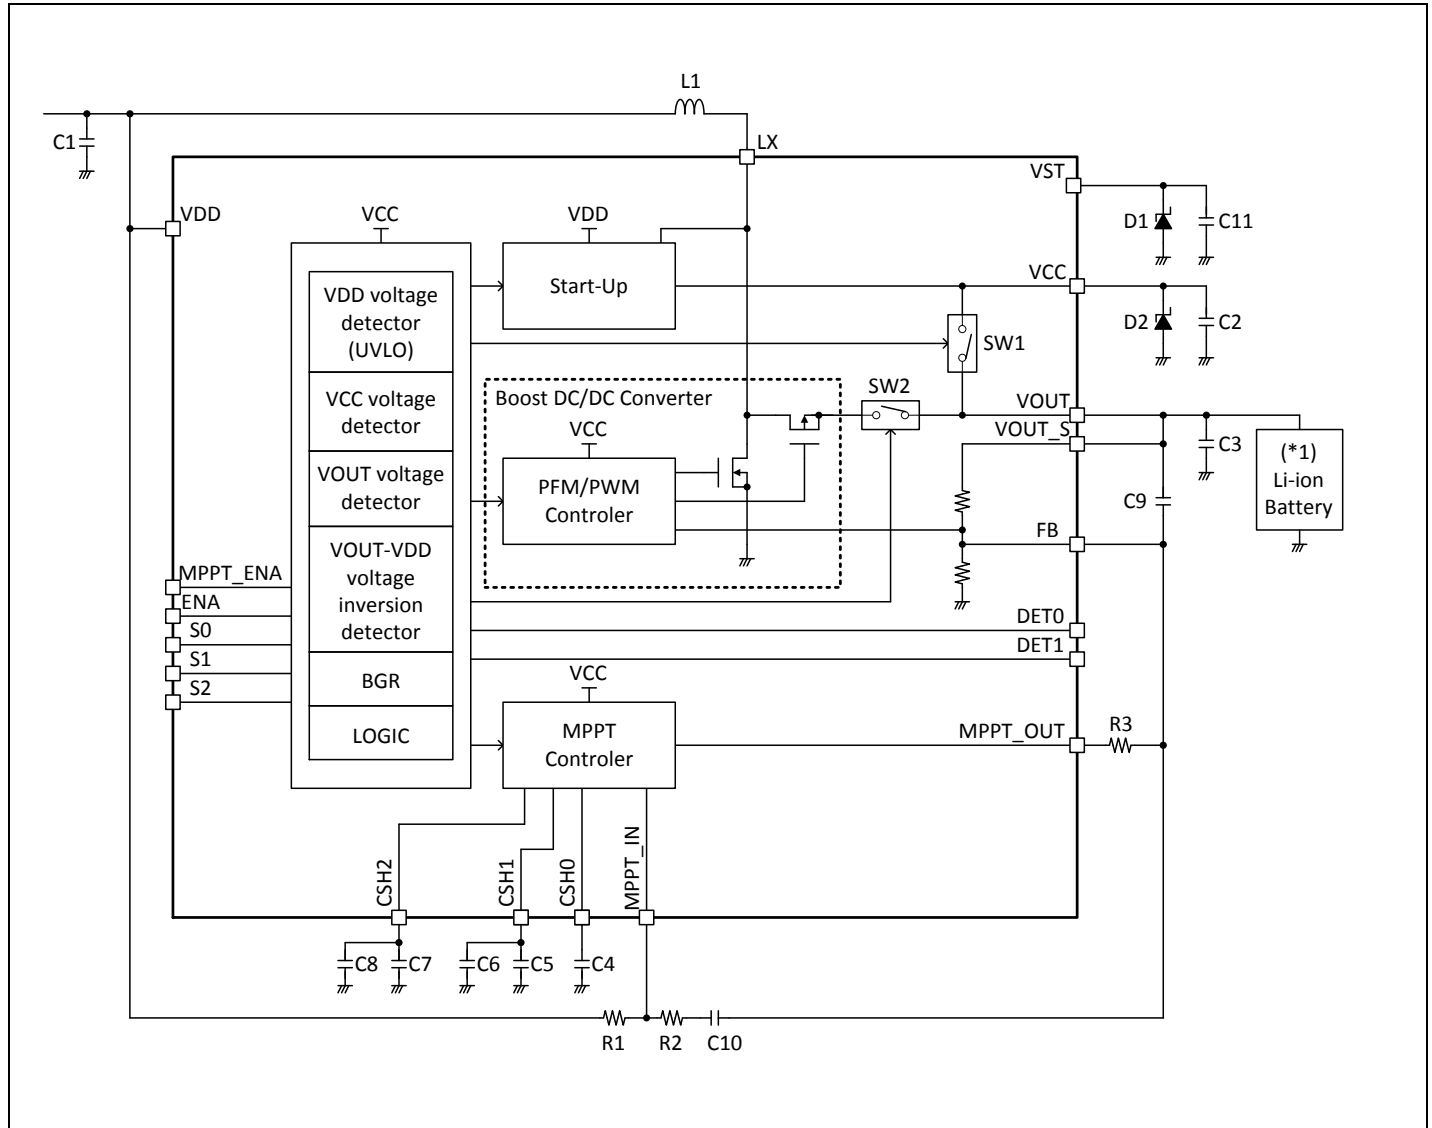 L1
C1
LX
VST
VDD
VCC
VDD
D1
C11
VCC
Start-Up
VDD voltage
detector
(UVLO)
D2
C2
SW1
VCC voltage
detector
Boost DC/DC Converter
SW2
VOUT
VOUT_S
VCC
C3
(*1)
Li-ion
Battery
VOUT voltage
detector
PFM/PWM
Controler
C9
FB
VOUT-VDD
voltage
inversion
detector
MPPT_ENA
ENA
S0
S1
S2
DET0
DET1
BGR
VCC
LOGIC
MPPT
Controler
MPPT_OUT
R3
CSH2
CSH1
CSH0
MPPT_IN
C8
C7
C6
C5
C4
R1
R2
C10